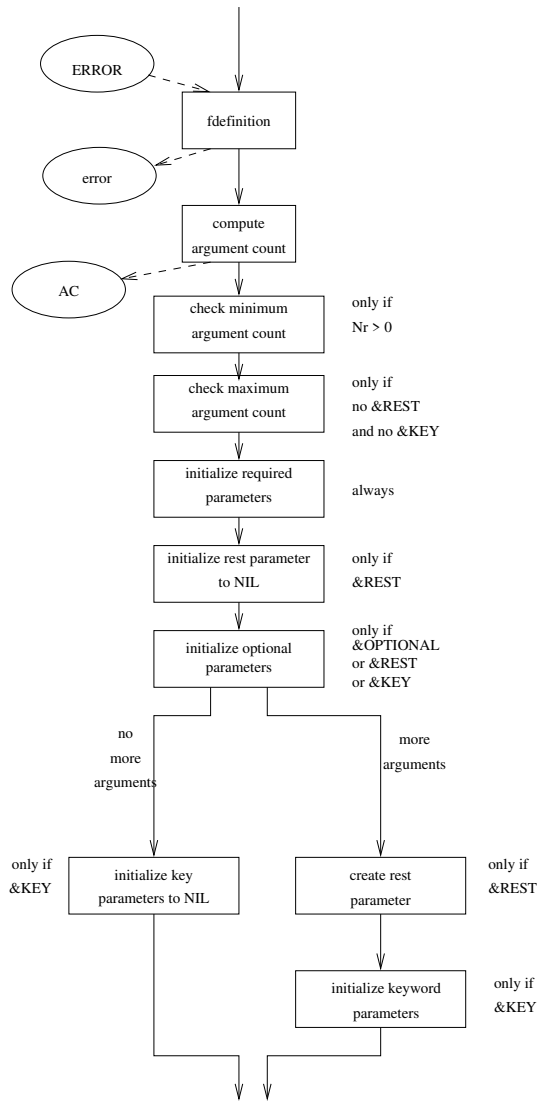 ERROR
fdefinition
error
compute
argument count
AC
check minimum
argument count
only if
Nr > 0
check maximum
argument count
only if
no &REST
and no &KEY
initialize required
parameters
always
initialize rest parameter
to NIL
only if
&REST
initialize optional
parameters
only if
&OPTIONAL
or &REST
or &KEY
no
more
arguments
more
arguments
only if
&KEY
initialize key
parameters to NIL
create rest
parameter
only if
&REST
initialize keyword
parameters
only if
&KEY